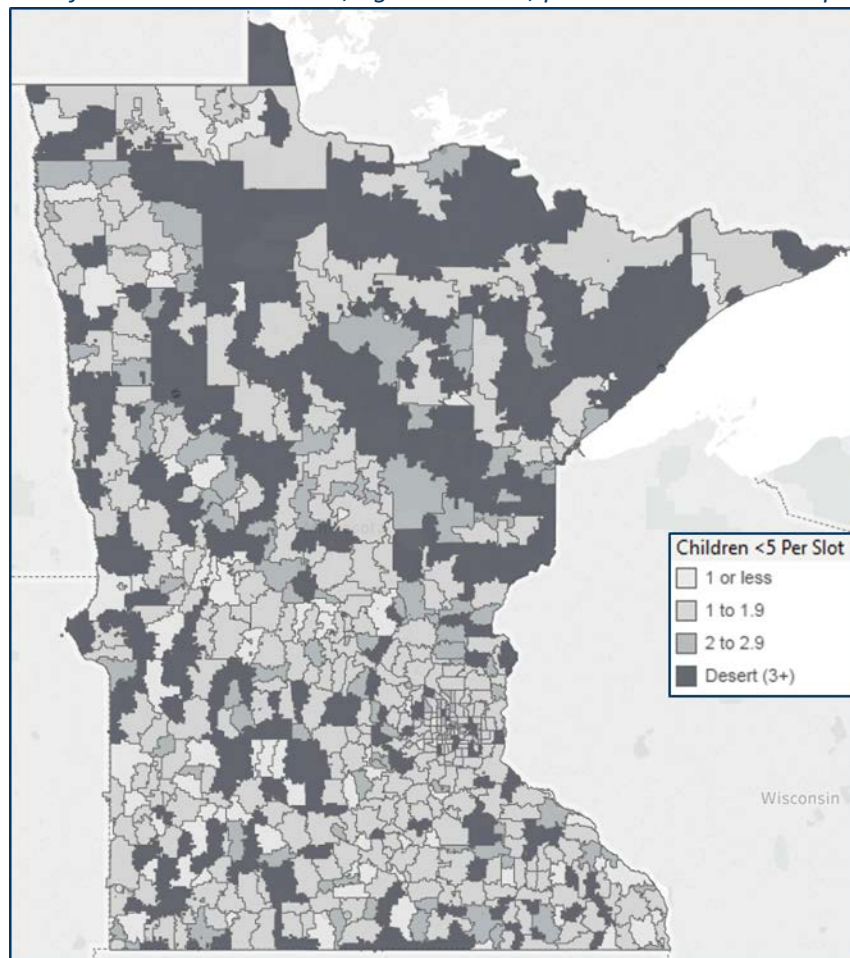 Children <5 Per Slot
1 or less
1 to 1.9
2 to 2.9
Desert (3+)
Wisconsin